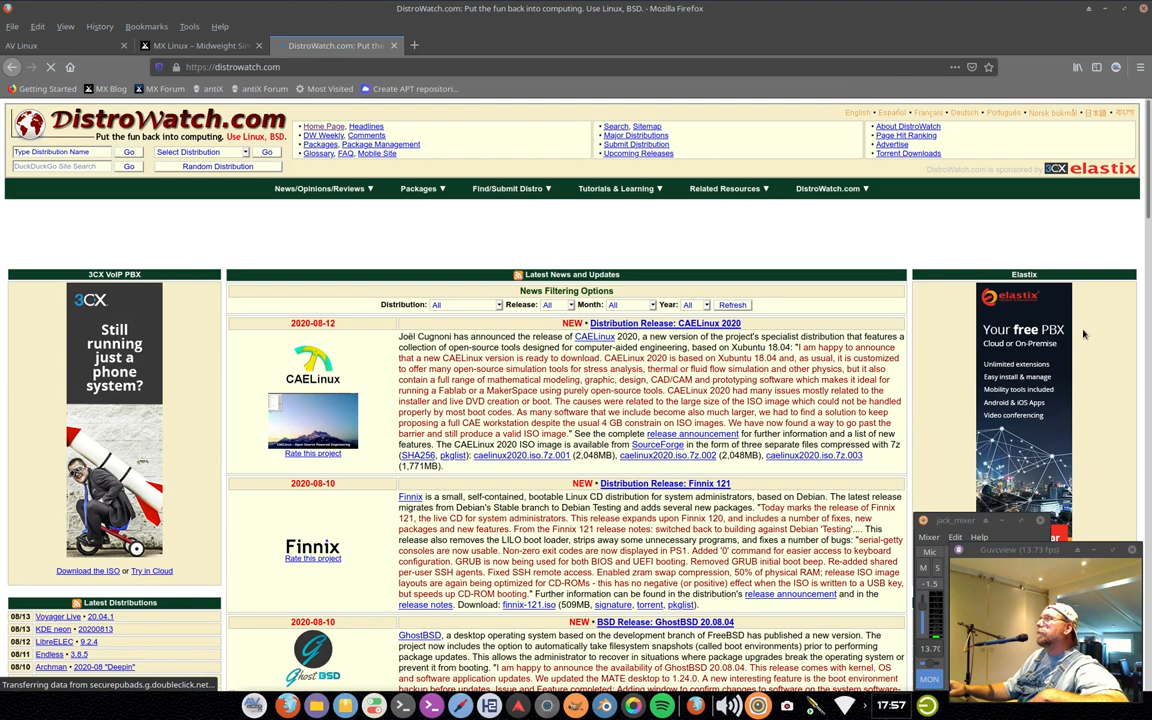 DistroWatch.com: Put the fun back into computing. Use Linux, BSD. - Mozilla Firefox
File Edit View History Bookmarks Tools Help
AV Linux
MX Linux – Midweight Sim
DistroWatch.com: Put the
https://distrowatch.com
Getting Started MX Blog MX Forum antiX antiX Forum Most Visited Create APT repositori...
DistroWatch.com
Put the fun back into computing. Use Linux, BSD.
Type Distribution Name Go Select Distribution Go
DuckDuckGo Site Search Go Random Distribution
Home Page, Headlines
DW Weekly, Comments
Packages, Package Management
Glossary, FAQ, Mobile Site
Search, Sitemap
Major Distributions
Submit Distribution
Upcoming Releases
English • Español • Français • Deutsch • Português • Norsk bokmål • 日本語 •
About DistroWatch
Page Hit Ranking
Advertise
Torrent Downloads
DistroWatch.com is sponsored by 3CX elastix
News/Opinions/Reviews ▼ Packages ▼ Find/Submit Distro ▼ Tutorials & Learning ▼ Related Resources ▼ DistroWatch.com ▼
3CX VoIP PBX
3CX
Still
running
just a
phone
system?
Download the ISO or Try in Cloud
Latest Distributions
08/13 Voyager Live • 20.04.1
08/13 KDE neon • 20200813
08/12 LibreELEC • 9.2.4
08/11 Endless • 3.8.5
08/10 Archman • 2020-08 "Deepin"
Transferring data from securepubads.g.doubleclick.net...
Latest News and Updates
News Filtering Options
Distribution: All Release: All Month: All Year: All Refresh
2020-08-12
NEW • Distribution Release: CAELinux 2020
CAELinux
Rate this project
Joël Cugnoni has announced the release of CAELinux 2020, a new version of the project's specialist distribution that features a
collection of open-source tools designed for computer-aided engineering, based on Xubuntu 18.04: "I am happy to announce
that a new CAELinux version is ready to download. CAELinux 2020 is based on Xubuntu 18.04 and, as usual, it is customized
to offer many open-source simulation tools for stress analysis, thermal or fluid flow simulation and other physics, but it also
contain a full range of mathematical modeling, graphic, design, CAD/CAM and prototyping software which makes it ideal for
running a Fablab or a MakerSpace using purely open-source tools. CAELinux 2020 had many issues mostly related to the
installer and live DVD creation or boot. The causes were related to the large size of the ISO image which could not be handled
properly by most boot codes. As many software that we include become also much larger, we had to find a solution to keep
proposing a full CAE workstation despite the usual 4 GB constrain on ISO images. We have now found a way to go past the
barrier and still produce a valid ISO image." See the complete release announcement for further information and a list of new
features. The CAELinux 2020 ISO image is available from SourceForge in the form of three separate files compressed with 7z
(SHA256, pkglist): caelinux2020.iso.7z.001 (2,048MB), caelinux2020.iso.7z.002 (2,048MB), caelinux2020.iso.7z.003
(1,771MB).
2020-08-10
NEW • Distribution Release: Finnix 121
Finnix
Rate this project
Finnix is a small, self-contained, bootable Linux CD distribution for system administrators, based on Debian. The latest release
migrates from Debian's Stable branch to Debian Testing and adds several new packages. "Today marks the release of Finnix
121, the live CD for system administrators. This release expands upon Finnix 120, and includes a number of fixes, new
packages and new features. From the Finnix 121 release notes: switched back to building against Debian 'Testing'.... This
release also removes the LILO boot loader, strips away some unnecessary programs, and fixes a number of bugs: "serial-getty
consoles are now usable. Non-zero exit codes are now displayed in PS1. Added '0' command for easier access to keyboard
configuration. GRUB is now being used for both BIOS and UEFI booting. Removed GRUB initial boot beep. Re-added shared
per-user SSH agents. Fixed SSH remote access. Enabled zram swap compression, 50% of physical RAM; release ISO image
layouts are again being optimized for CD-ROMs - this has no negative (or positive) effect when the ISO is written to a USB key,
but speeds up CD-ROM booting." Further information can be found in the distribution's release announcement and in the
release notes. Download: finnix-121.iso (509MB, signature, torrent, pkglist).
2020-08-10
NEW • BSD Release: GhostBSD 20.08.04
Ghost BSD
GhostBSD, a desktop operating system based on the development branch of FreeBSD has published a new version. The
project now includes the option to automatically take filesystem snapshots (called boot environments) prior to performing
package updates. This allows the administrator to recover in situations where package upgrades break the operating system or
prevent it from booting. "I am happy to announce the availability of GhostBSD 20.08.04. This release comes with kernel, OS
and software application updates. We updated the MATE desktop to 1.24.0. A new interesting feature is the boot environment
Elastix
elastix
Your free PBX
Cloud or On-Premise
Unlimited extensions
Easy install & manage
Mobility tools included
Android & iOS Apps
Video conferencing
jack_mixer
Mixer Edit Help
Mic
M S
-1.5
13.70
MON
Guvcview (13.73 fps)
17:57